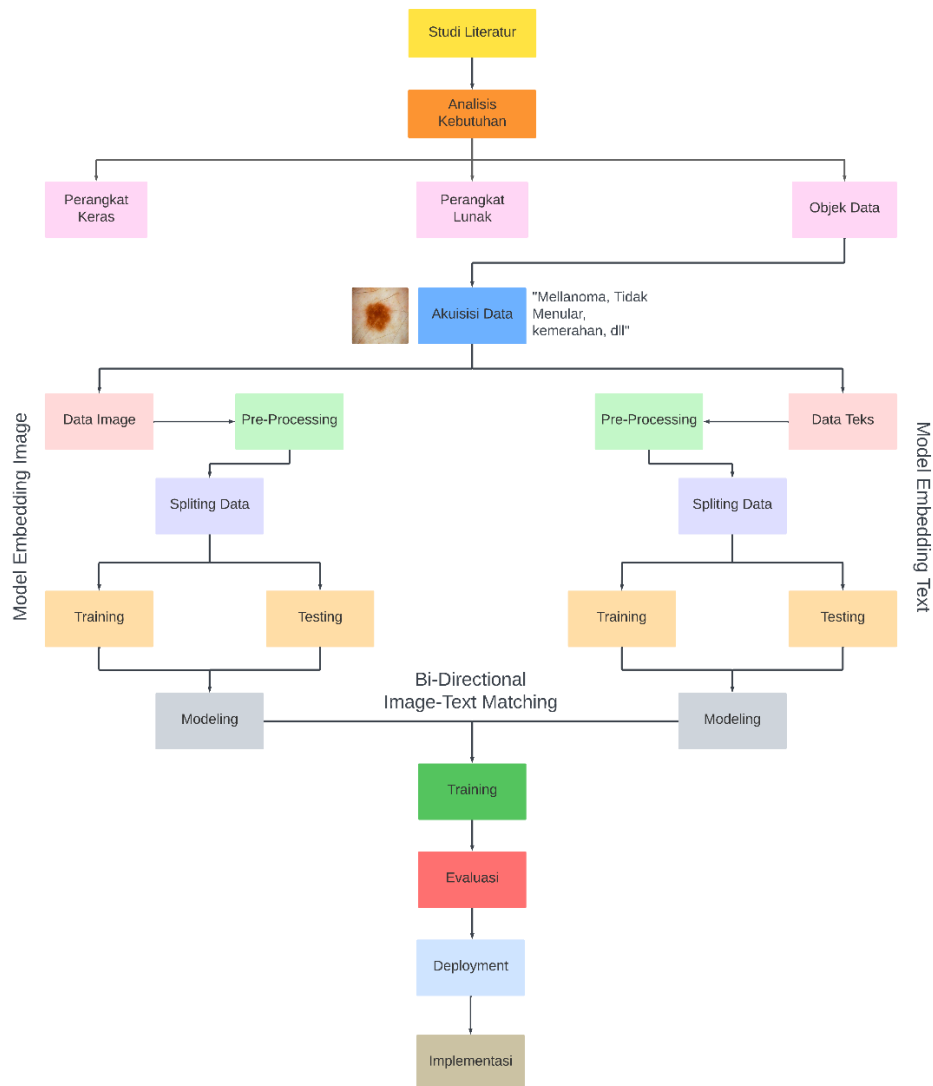 Studi Literatur
Analisis
Kebutuhan
Perangkat
Keras
Perangkat
Lunak
Objek Data
Akuisisi Data
"Mellanoma, Tidak
Menular,
kemerahan, dll"
Model Embedding Image
Data Image
Pre-Processing
Pre-Processing
Data Teks
Model Embedding Text
Spliting Data
Spliting Data
Training
Testing
Training
Testing
Bi-Directional
Image-Text Matching
Modeling
Modeling
Training
Evaluasi
Deployment
Implementasi